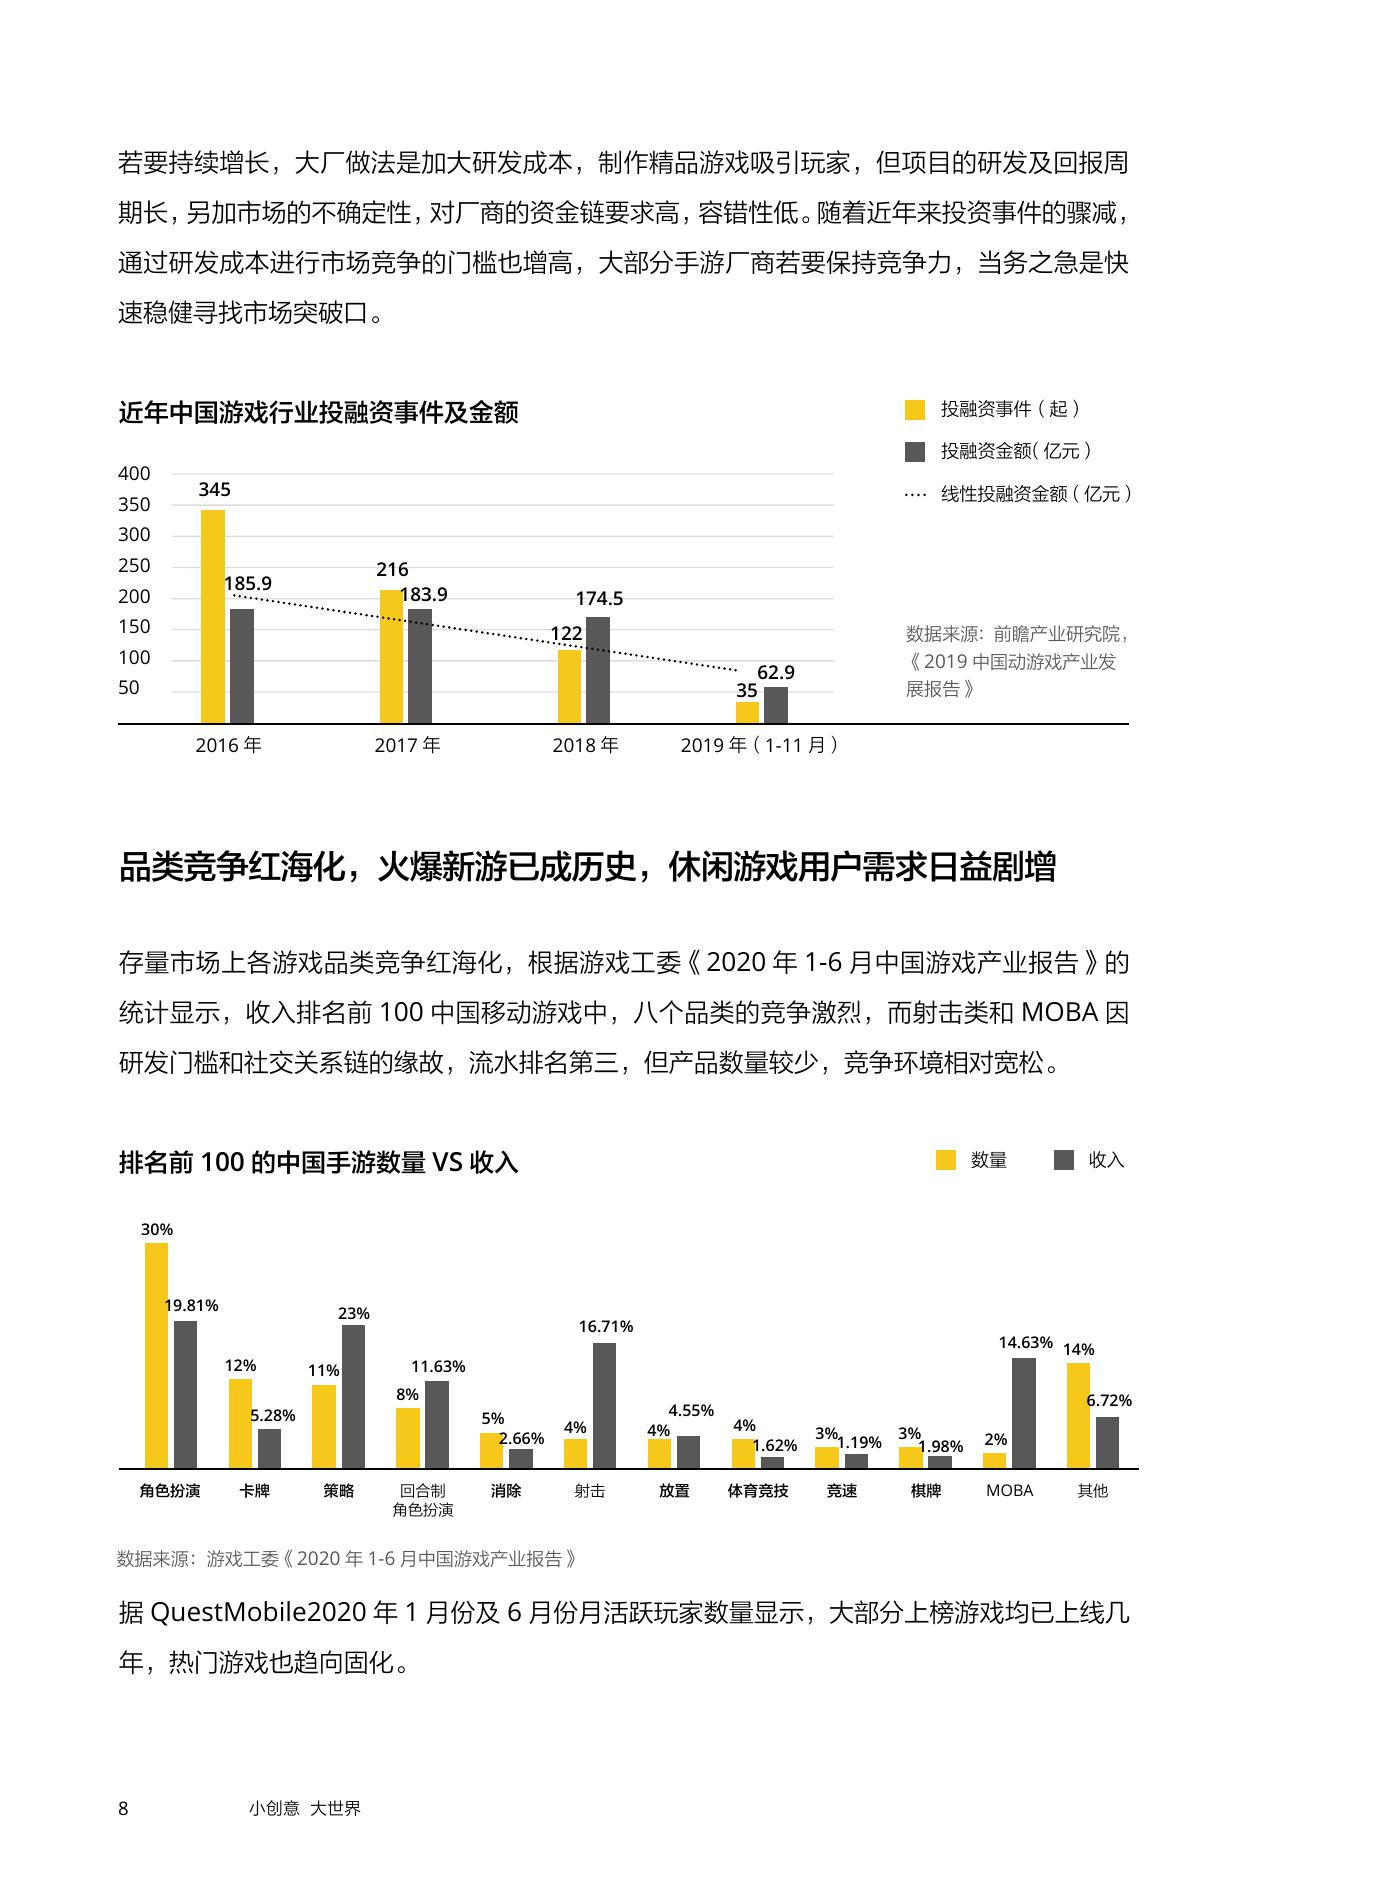 若要持续增长，大厂做法是加大研发成本，制作精品游戏吸引玩家，但项目的研发及回报周
期长，另加市场的不确定性，对厂商的资金链要求高，容错性低。随着近年来投资事件的骤减，
通过研发成本进行市场竞争的门槛也增高，大部分手游厂商若要保持竞争力，当务之急是快
速稳健寻找市场突破口。
近年中国游戏行业投融资事件及金额
投融资事件（起）
投融资金额（亿元）
线性投融资金额（亿元）
400
350
300
250
200
150
100
50
345
185.9
216
183.9
122
174.5
35
62.9
2016 年
2017 年
2018 年
2019 年（1-11 月）
数据来源：前瞻产业研究院，
《2019 中国动游戏产业发
展报告》
品类竞争红海化，火爆新游已成历史，休闲游戏用户需求日益剧增
存量市场上各游戏品类竞争红海化，根据游戏工委《2020 年 1-6 月中国游戏产业报告》的
统计显示，收入排名前 100 中国移动游戏中，八个品类的竞争激烈，而射击类和 MOBA 因
研发门槛和社交关系链的缘故，流水排名第三，但产品数量较少，竞争环境相对宽松。
排名前 100 的中国手游数量 VS 收入
数量
收入
30%
19.81%
12%
5.28%
11%
23%
8%
11.63%
5%
2.66%
4%
16.71%
4%
4.55%
4%
1.62%
3%
1.19%
3%
1.98%
2%
14.63%
14%
6.72%
角色扮演
卡牌
策略
回合制
角色扮演
消除
射击
放置
体育竞技
竞速
棋牌
MOBA
其他
数据来源：游戏工委《2020 年 1-6 月中国游戏产业报告》
据 QuestMobile2020 年 1 月份及 6 月份月活跃玩家数量显示，大部分上榜游戏均已上线几
年，热门游戏也趋向固化。
8
小创意 大世界